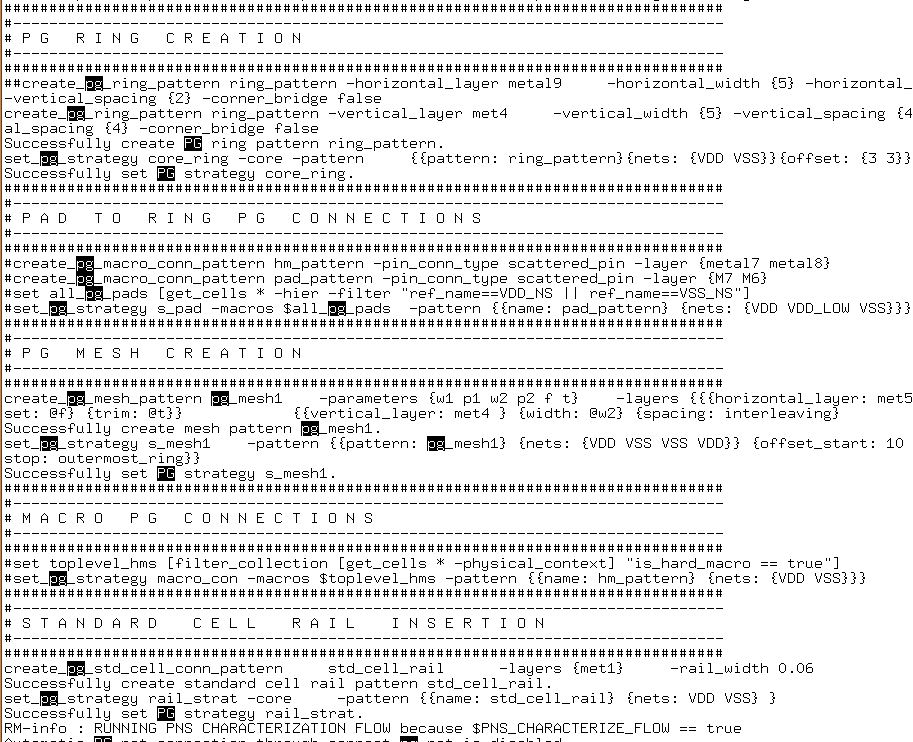 ################################################################################
#-------------------------------------------------------------------------------
# P G   R I N G   C R E A T I O N
#-------------------------------------------------------------------------------
################################################################################
##create_pg_ring_pattern ring_pattern -horizontal_layer metal9     -horizontal_width {5} -horizontal_
-vertical_spacing {2} -corner_bridge false
create_pg_ring_pattern ring_pattern -vertical_layer met4     -vertical_width {5} -vertical_spacing {4
al_spacing {4} -corner_bridge false
Successfully create PG ring pattern ring_pattern.
set_pg_strategy core_ring -core -pattern     {{pattern: ring_pattern}{nets: {VDD VSS}}{offset: {3 3}}
Successfully set PG strategy core_ring.
################################################################################
#-------------------------------------------------------------------------------
# P A D   T O   R I N G   P G   C O N N E C T I O N S
#-------------------------------------------------------------------------------
################################################################################
#create_pg_macro_conn_pattern hm_pattern -pin_conn_type scattered_pin -layer {metal7 metal8}
#create_pg_macro_conn_pattern pad_pattern -pin_conn_type scattered_pin -layer {M7 M6}
#set all_pg_pads [get_cells * -hier -filter "ref_name==VDD_NS || ref_name==VSS_NS"]
#set_pg_strategy s_pad -macros $all_pg_pads  -pattern {{name: pad_pattern} {nets: {VDD VDD_LOW VSS}}}
################################################################################
#-------------------------------------------------------------------------------
# P G   M E S H   C R E A T I O N
#-------------------------------------------------------------------------------
################################################################################
create_pg_mesh_pattern pg_mesh1    -parameters {w1 p1 w2 p2 f t}    -layers {{{horizontal_layer: met5
set: @f} {trim: @t}}            {{vertical_layer: met4 } {width: @w2} {spacing: interleaving}
Successfully create mesh pattern pg_mesh1.
set_pg_strategy s_mesh1    -pattern {{pattern: pg_mesh1} {nets: {VDD VSS VSS VDD}} {offset_start: 10
stop: outermost_ring}}
Successfully set PG strategy s_mesh1.
################################################################################
#-------------------------------------------------------------------------------
# M A C R O   P G   C O N N E C T I O N S
#-------------------------------------------------------------------------------
################################################################################
#set toplevel_hms [filter_collection [get_cells * -physical_context] "is_hard_macro == true"]
#set_pg_strategy macro_con -macros $toplevel_hms -pattern {{name: hm_pattern} {nets: {VDD VSS}}}
################################################################################
#-------------------------------------------------------------------------------
# S T A N D A R D    C E L L    R A I L    I N S E R T I O N
#-------------------------------------------------------------------------------
################################################################################
create_pg_std_cell_conn_pattern     std_cell_rail      -layers {met1}     -rail_width 0.06
Successfully create standard cell rail pattern std_cell_rail.
set_pg_strategy rail_strat -core     -pattern {{name: std_cell_rail} {nets: VDD VSS} }
Successfully set PG strategy rail_strat.
RM-info : RUNNING PNS CHARACTERIZATION FLOW because $PNS_CHARACTERIZE_FLOW == true